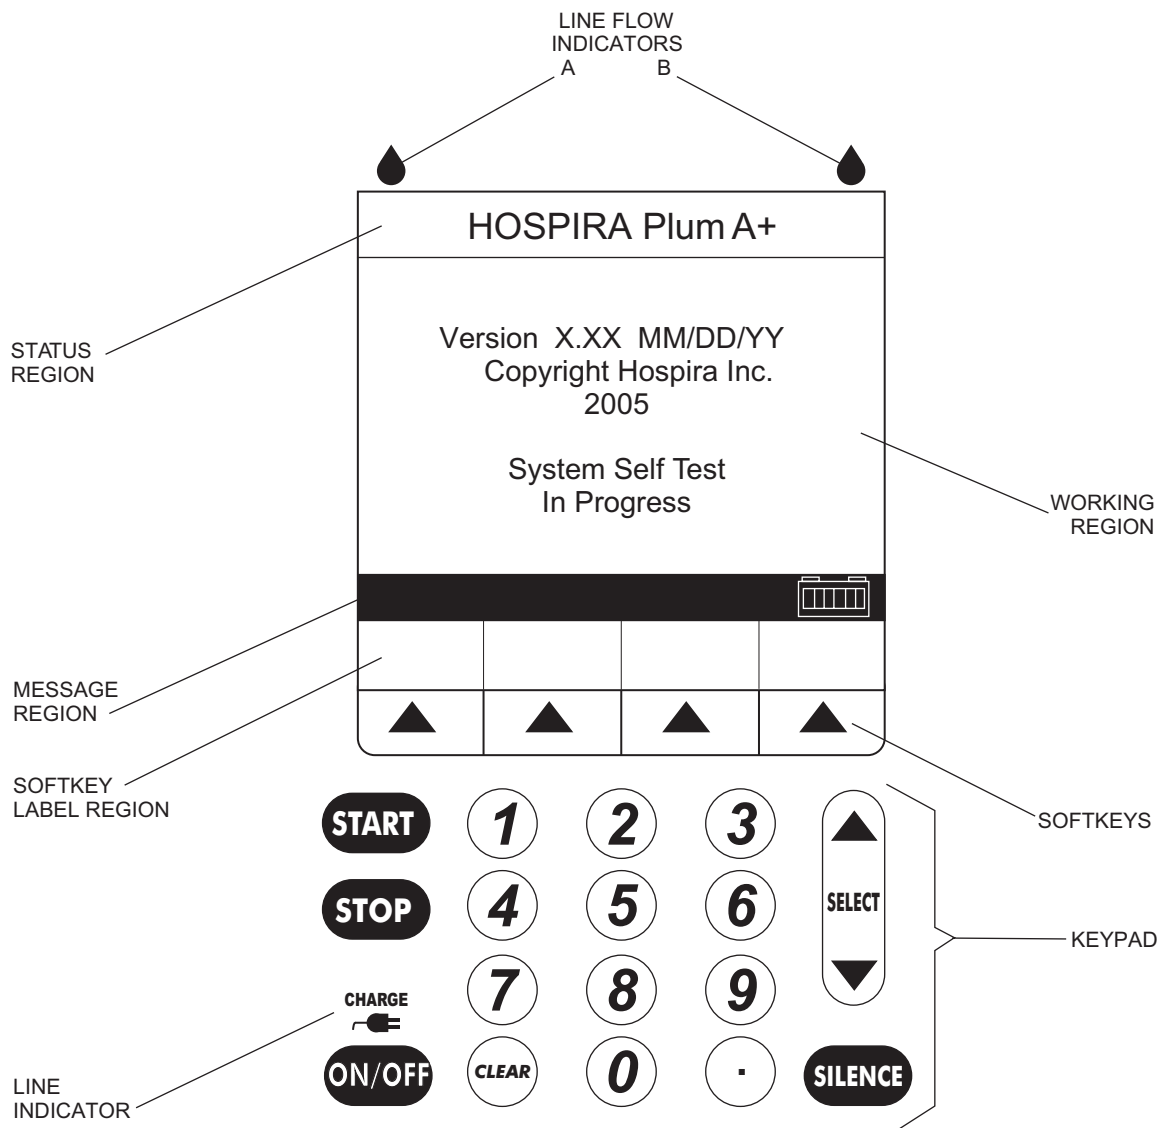 LINE FLOW
INDICATORS
A B
HOSPIRA Plum A+
Version X.XX MM/DD/YY
Copyright Hospira Inc.
2005
System Self Test
In Progress
STATUS
REGION
WORKING
REGION
MESSAGE
REGION
SOFTKEY
LABEL REGION
SOFTKEYS
START 1 2 3
STOP 4 5 6 SELECT
KEYPAD
7 8 9
CHARGE
ON/OFF CLEAR 0 . SILENCE
LINE
INDICATOR